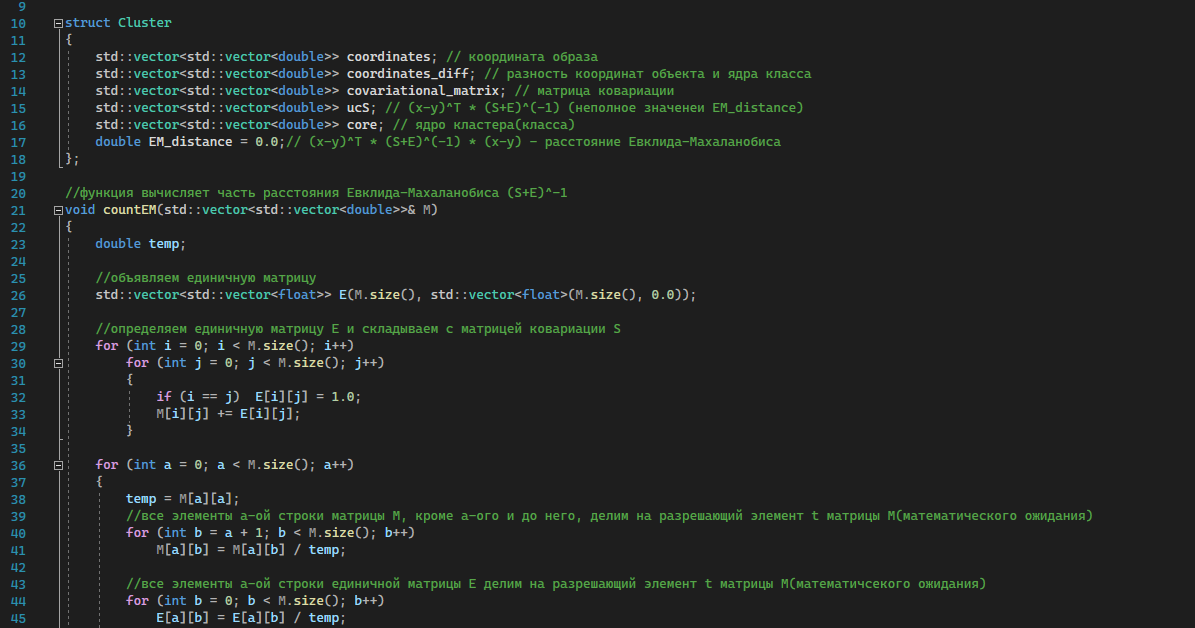 9
10 struct Cluster
11 {
12 std::vector<std::vector<double>> coordinates; // координата образа
13 std::vector<std::vector<double>> coordinates_diff; // разность координат объекта и ядра класса
14 std::vector<std::vector<double>> covariational_matrix; // матрица ковариации
15 std::vector<std::vector<double>> ucS; // (x-y)^T * (S+E)^(-1) (неполное значенеи EM_distance)
16 std::vector<std::vector<double>> core; // ядро кластера(класса)
17 double EM_distance = 0.0;// (x-y)^T * (S+E)^(-1) * (x-y) - расстояние Евклида-Махаланобиса
18 };
19
20 //функция вычисляет часть расстояния Евклида-Махаланобиса (S+E)^-1
21 void countEM(std::vector<std::vector<double>>& M)
22 {
23 double temp;
24
25 //объявляем единичную матрицу
26 std::vector<std::vector<float>> E(M.size(), std::vector<float>(M.size(), 0.0));
27
28 //определяем единичную матрицу E и складываем с матрицей ковариации S
29 for (int i = 0; i < M.size(); i++)
30 for (int j = 0; j < M.size(); j++)
31 {
32 if (i == j) E[i][j] = 1.0;
33 M[i][j] += E[i][j];
34 }
35
36 for (int a = 0; a < M.size(); a++)
37 {
38 temp = M[a][a];
39 //все элементы a-ой строки матрицы M, кроме a-ого и до него, делим на разрешающий элемент t матрицы M(математического ожидания)
40 for (int b = a + 1; b < M.size(); b++)
41 M[a][b] = M[a][b] / temp;
42
43 //все элементы a-ой строки единичной матрицы E делим на разрешающий элемент t матрицы M(математичсекого ожидания)
44 for (int b = 0; b < M.size(); b++)
45 E[a][b] = E[a][b] / temp;